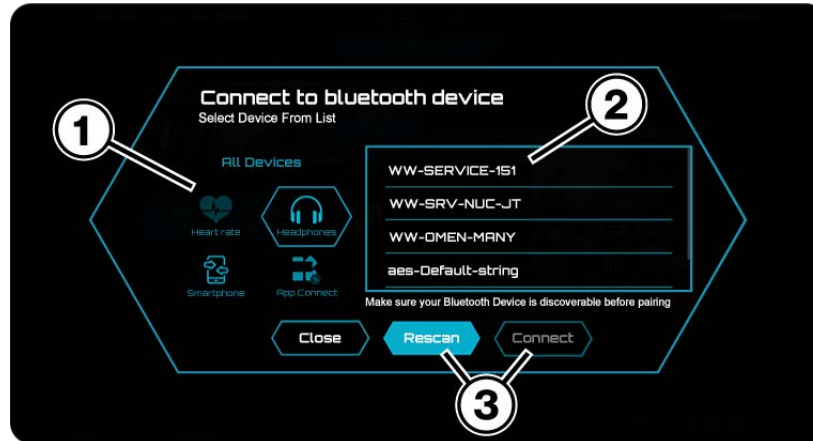 Connect to bluetooth device
Select Device From List
1
2
All Devices
Heart rate
Headphones
Smartphone
App Connect
WW-SERVICE-151
WW-SRV-NUC-JT
WW-OMEN-MANY
aes-Default-string
Make sure your Bluetooth Device is discoverable before pairing
Close
Rescan
Connect
3